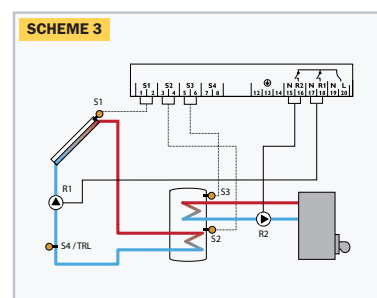 SCHEME 3
S1 S2 S3 S4 N R2 N R1 N L
1 2 3 4 5 6 7 8 12 13 14 15 16 17 18 19 20
S1
R1
S3
S2
R2
S4 / TRL